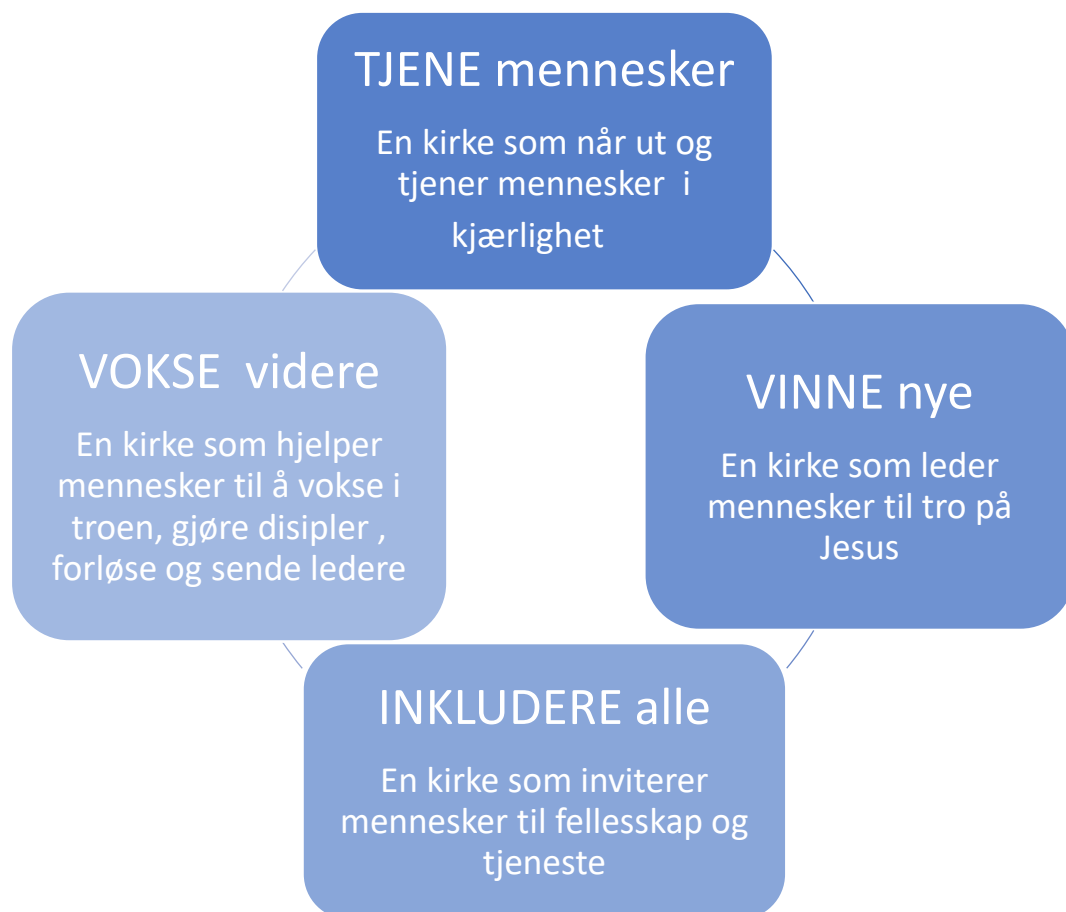 TJENE mennesker
En kirke som når ut og
tjener mennesker i
kjærlighet
VINNE nye
En kirke som leder
mennesker til tro på
Jesus
INKLUDERE alle
En kirke som inviterer
mennesker til fellesskap og
tjeneste
VOKSE videre
En kirke som hjelper
mennesker til å vokse i
troen, gjøre disipler ,
forløse og sende ledere